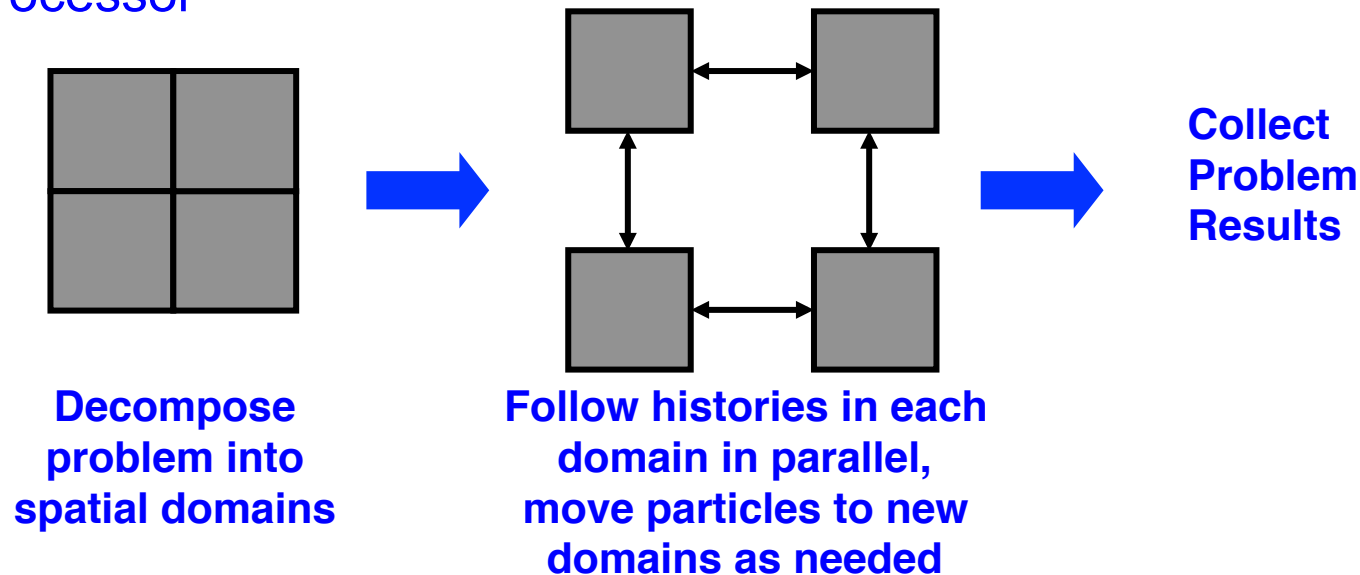 Collect
Problem
Results
Decompose
problem into
spatial domains
Follow histories in each
domain in parallel,
move particles to new
domains as needed